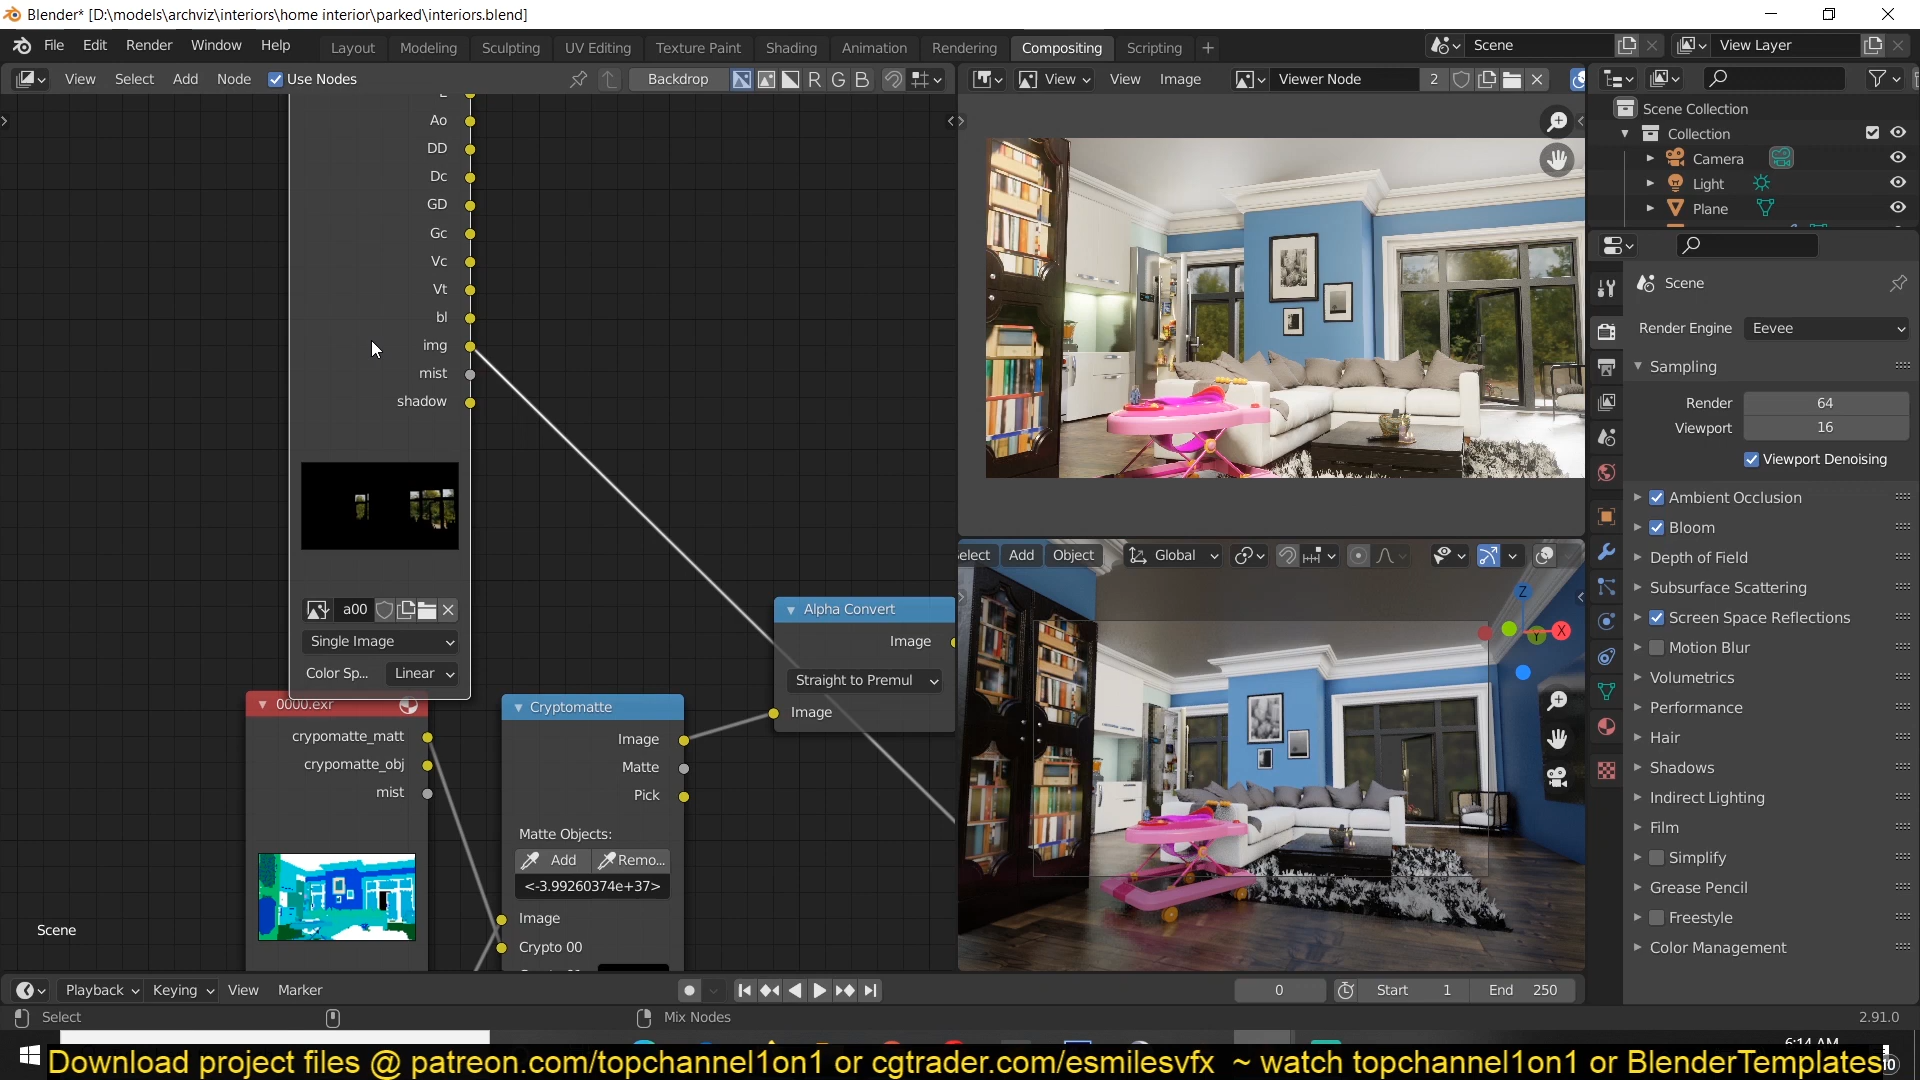 Blender* [D:\models\archviz\interiors\home interior\parked\interiors.blend]
File Edit Render Window Help Layout Modeling Sculpting UV Editing Texture Paint Shading Animation Rendering Compositing Scripting + Scene View Layer
View Select Add Node Use Nodes Backdrop R G B View View Image Viewer Node 2
Scene Collection
Collection
Camera
Light
Plane
Ao
DD
Dc
GD
Gc
Vc
Vt
bl
img
mist
shadow
a00
Single Image
Color Sp... Linear
0000.exr
crypomatte_matt
crypomatte_obj
mist
Cryptomatte
Image
Matte
Pick
Matte Objects:
Add Remo...
<-3.99260374e+37>
Image
Crypto 00
Alpha Convert
Image
Straight to Premul
Image
Scene
elect Add Object Global
Z
X
Y
Scene
Render Engine Eevee
Sampling
Render 64
Viewport 16
Viewport Denoising
Ambient Occlusion
Bloom
Depth of Field
Subsurface Scattering
Screen Space Reflections
Motion Blur
Volumetrics
Performance
Hair
Shadows
Indirect Lighting
Film
Simplify
Grease Pencil
Freestyle
Color Management
Playback Keying View Marker 0 Start 1 End 250
Select Mix Nodes 2.91.0
Download project files @ patreon.com/topchannel1on1 or cgtrader.com/esmilesvfx ~ watch topchannel1on1 or BlenderTemplates